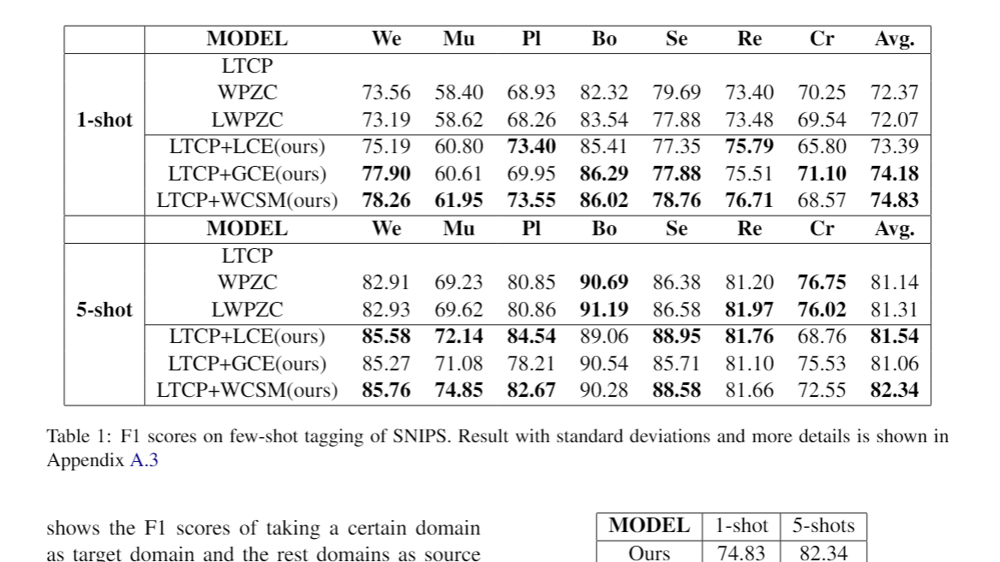 MODEL We Mu Pl Bo Se Re Cr Avg.
LTCP
WPZC 73.56 58.40 68.93 82.32 79.69 73.40 70.25 72.37
1-shot LWPZC 73.19 58.62 68.26 83.54 77.88 73.48 69.54 72.07
LTCP+LCE(ours) 75.19 60.80 73.40 85.41 77.35 75.79 65.80 73.39
LTCP+GCE(ours) 77.90 60.61 69.95 86.29 77.88 75.51 71.10 74.18
LTCP+WCSM(ours) 78.26 61.95 73.55 86.02 78.76 76.71 68.57 74.83
MODEL We Mu Pl Bo Se Re Cr Avg.
LTCP
WPZC 82.91 69.23 80.85 90.69 86.38 81.20 76.75 81.14
5-shot LWPZC 82.93 69.62 80.86 91.19 86.58 81.97 76.02 81.31
LTCP+LCE(ours) 85.58 72.14 84.54 89.06 88.95 81.76 68.76 81.54
LTCP+GCE(ours) 85.27 71.08 78.21 90.54 85.71 81.10 75.53 81.06
LTCP+WCSM(ours) 85.76 74.85 82.67 90.28 88.58 81.66 72.55 82.34
Table 1: F1 scores on few-shot tagging of SNIPS. Result with standard deviations and more details is shown in
Appendix A.3
shows the F1 scores of taking a certain domain
as target domain and the rest domains as source
MODEL 1-shot 5-shots
Ours 74.83 82.34